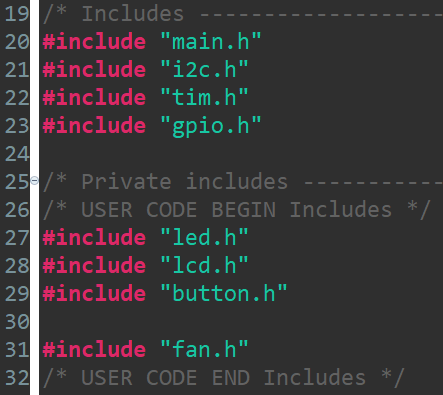 19 /* Includes ------------------
20 #include "main.h"
21 #include "i2c.h"
22 #include "tim.h"
23 #include "gpio.h"
24
25 /* Private includes -----------
26 /* USER CODE BEGIN Includes */
27 #include "led.h"
28 #include "lcd.h"
29 #include "button.h"
30
31 #include "fan.h"
32 /* USER CODE END Includes */